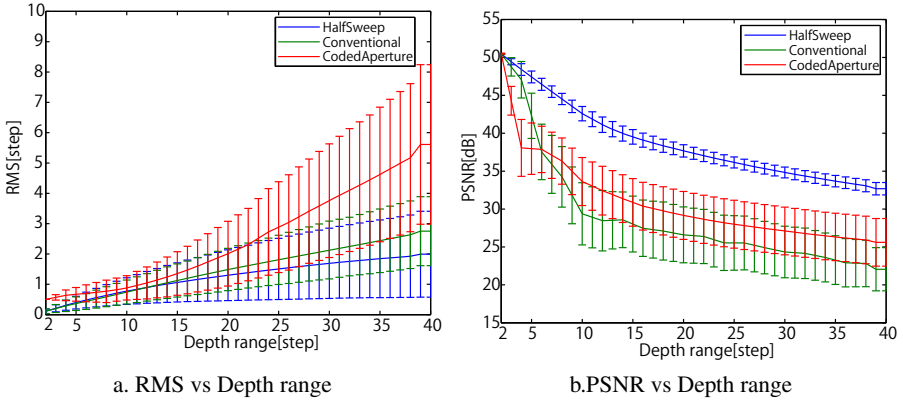 10
9
8
7
6
5
4
3
2
1
0
RMS[step]
HalfSweep
Conventional
CodedAperture
2 5 10 15 20 25 30 35 40
Depth range[step]
a. RMS vs Depth range
55
50
45
40
35
30
25
20
15
PSNR[dB]
HalfSweep
Conventional
CodedAperture
2 5 10 15 20 25 30 35 40
Depth range[step]
b.PSNR vs Depth range